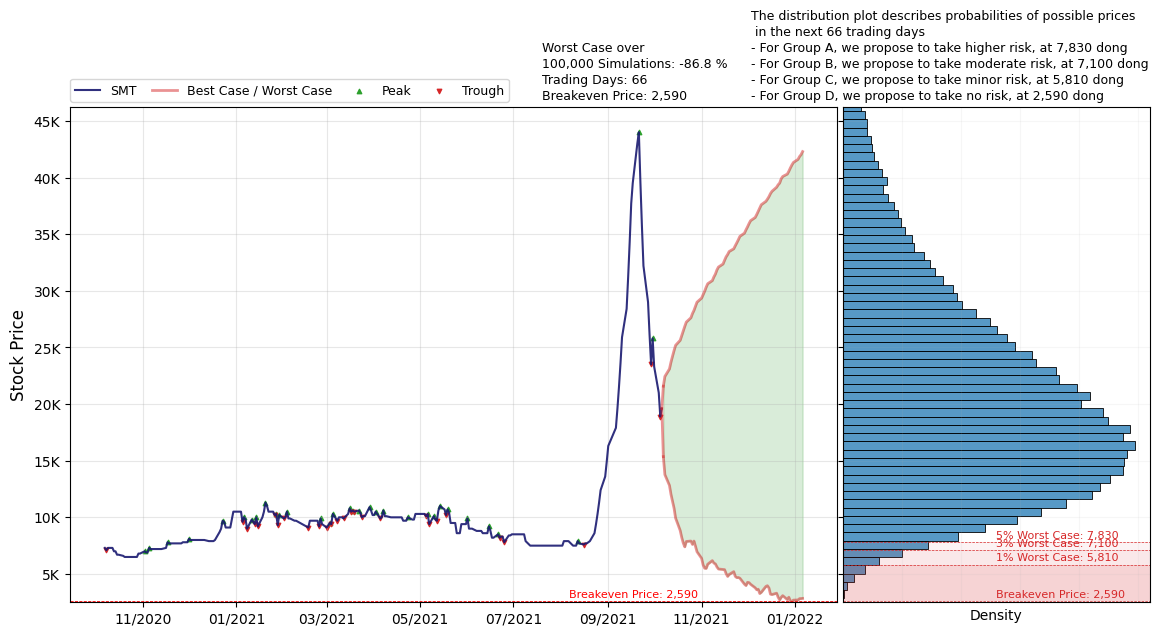 The distribution plot describes probabilities of possible prices
in the next 66 trading days
- For Group A, we propose to take higher risk, at 7,830 dong
- For Group B, we propose to take moderate risk, at 7,100 dong
- For Group C, we propose to take minor risk, at 5,810 dong
- For Group D, we propose to take no risk, at 2,590 dong
Worst Case over
100,000 Simulations: -86.8 %
Trading Days: 66
Breakeven Price: 2,590
SMT
Best Case / Worst Case
Peak
Trough
Stock Price
45K
40K
35K
30K
25K
20K
15K
10K
5K
Breakeven Price: 2,590
11/2020
01/2021
03/2021
05/2021
07/2021
09/2021
11/2021
01/2022
5% Worst Case: 7,830
3% Worst Case: 7,100
1% Worst Case: 5,810
Breakeven Price: 2,590
Density